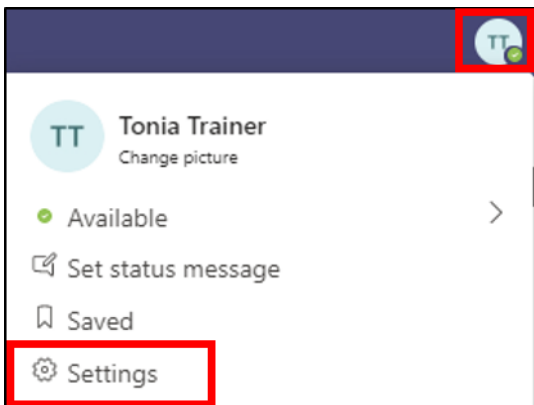 TT
TT
Tonia Trainer
Change picture
Available
Set status message
Saved
Settings